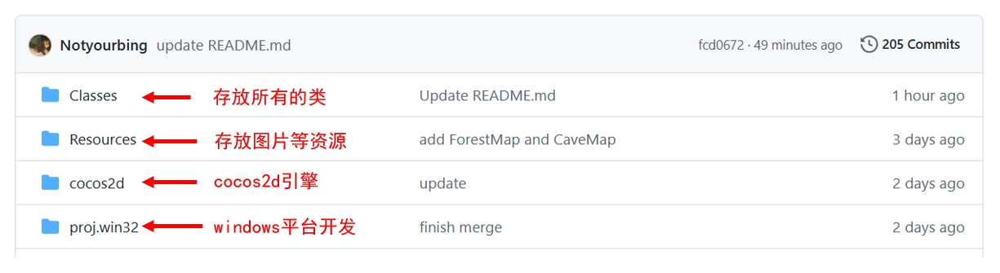 Notyourbing update README.md fcd0672 · 49 minutes ago 205 Commits
Classes 存放所有的类 Update README.md 1 hour ago
Resources 存放图片等资源 add ForestMap and CaveMap 3 days ago
cocos2d cocos2d引擎 update 2 days ago
proj.win32 windows平台开发 finish merge 2 days ago